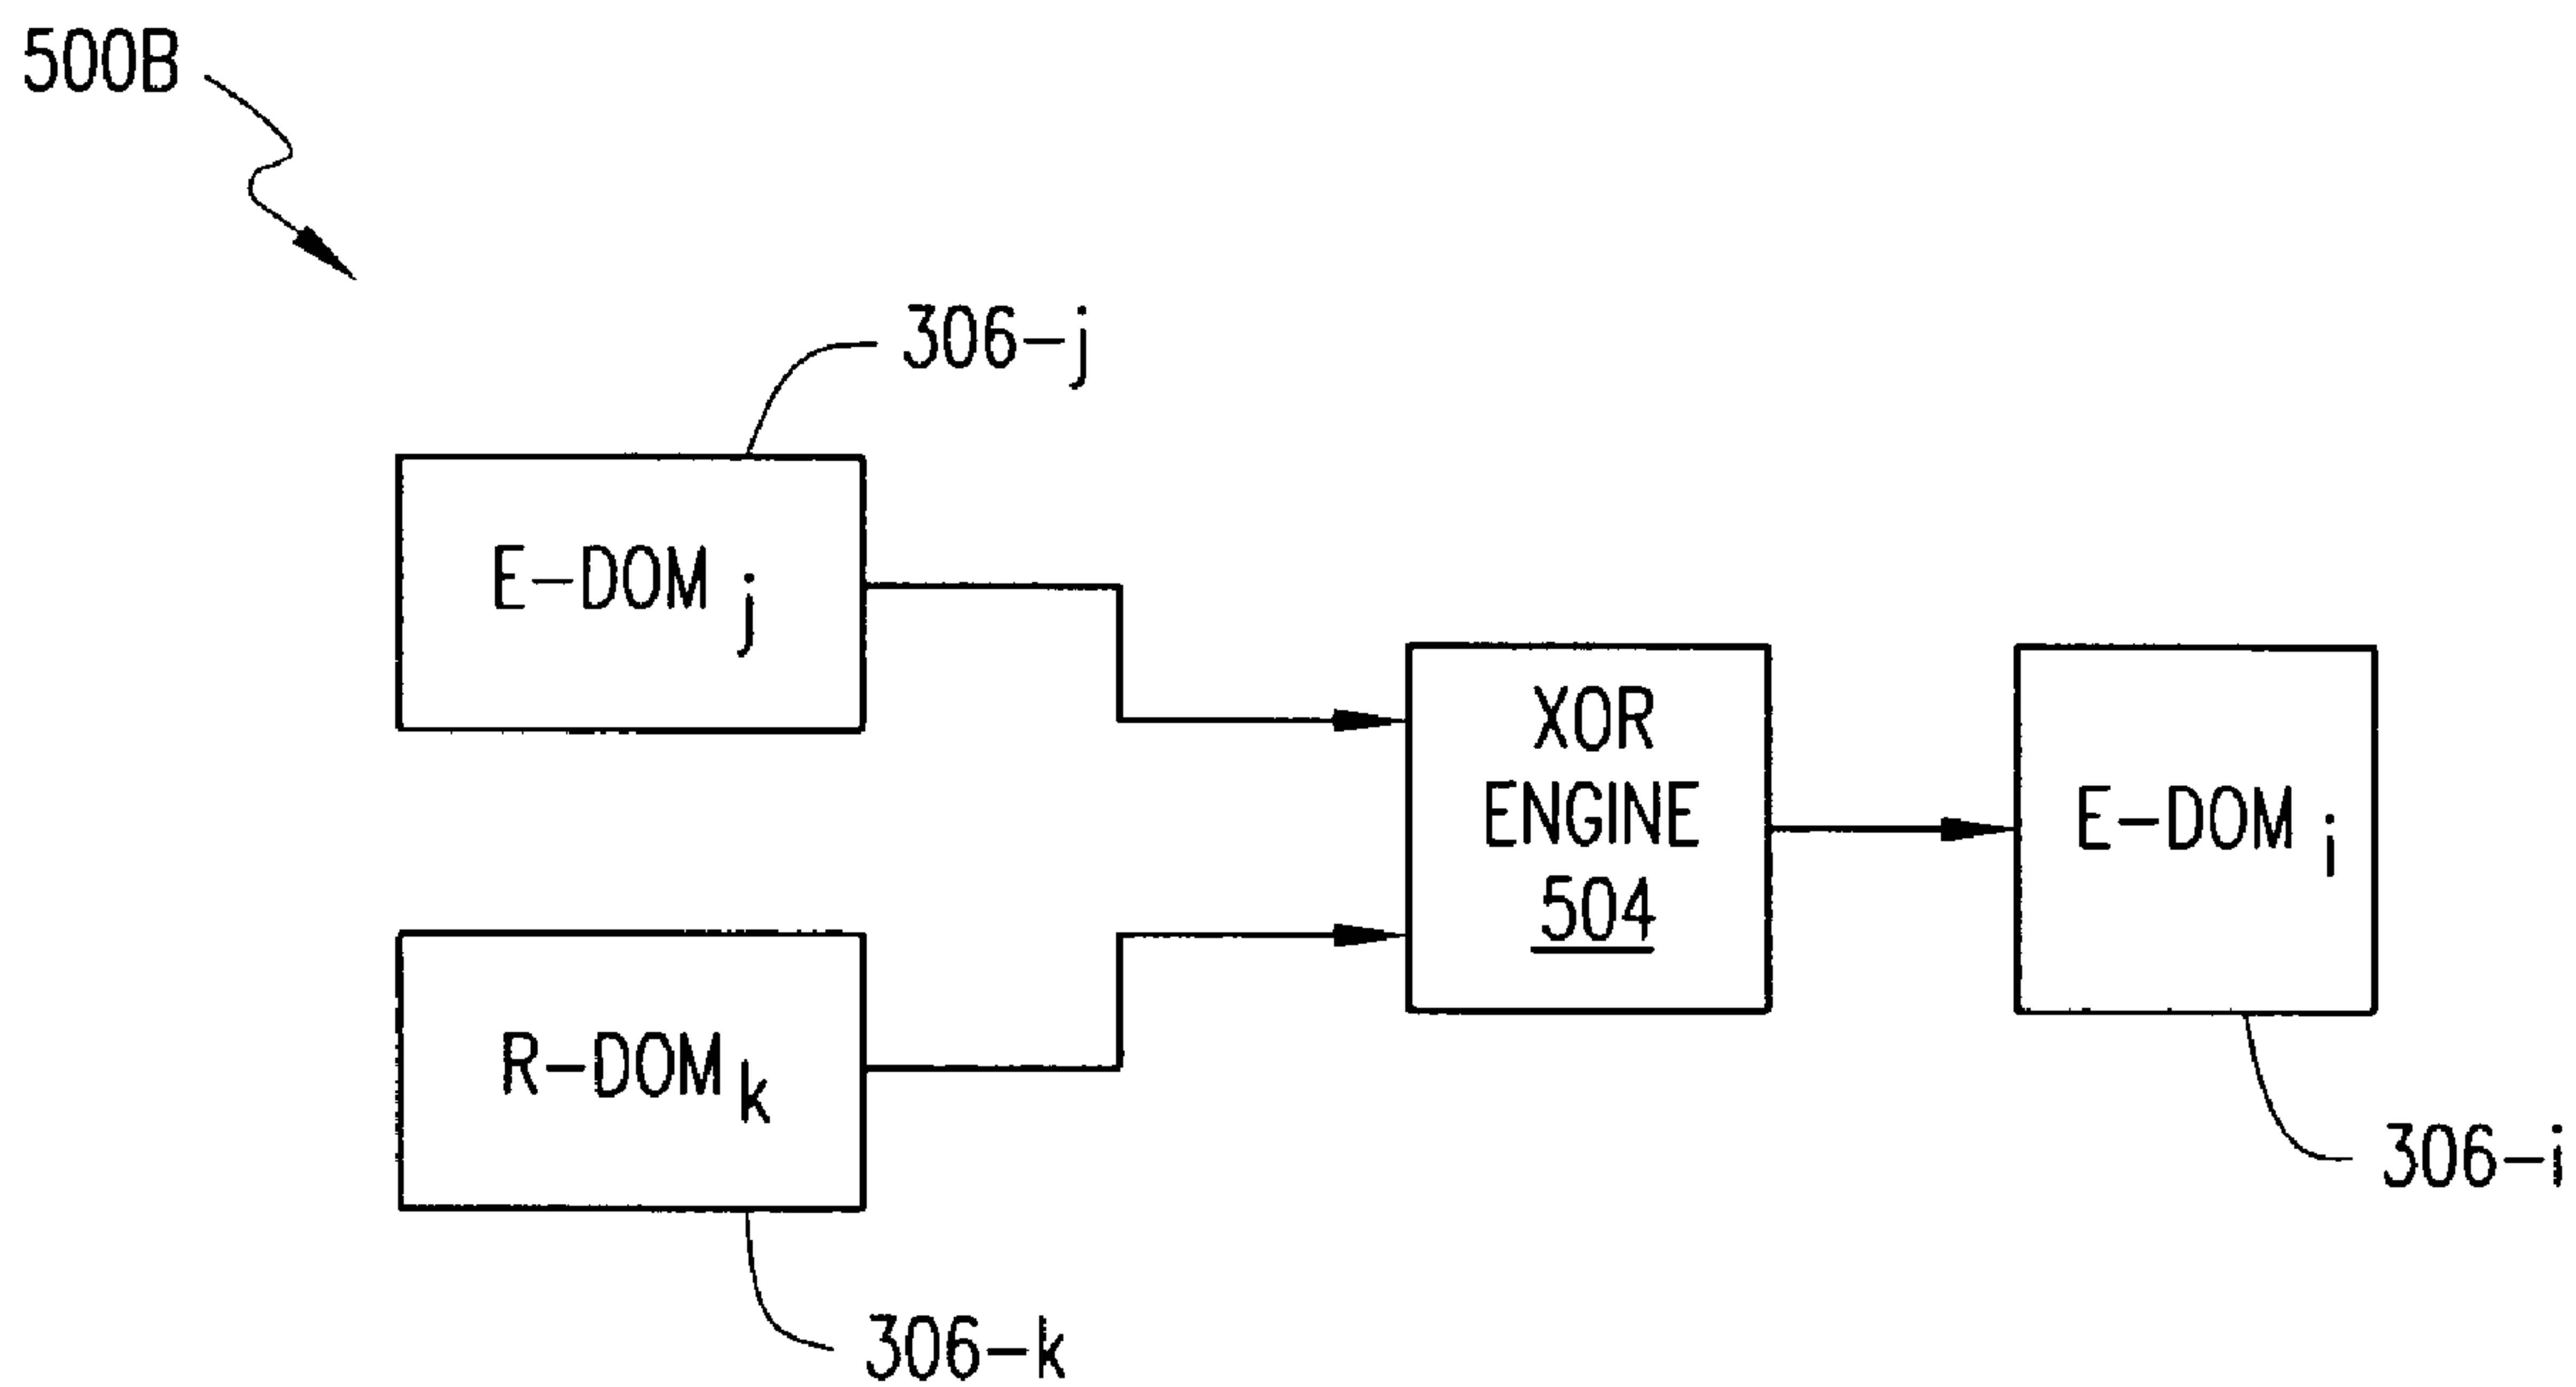 500B
306-j
E-DOM j
XOR
ENGINE
504
E-DOM i
R-DOM k
306-i
306-k